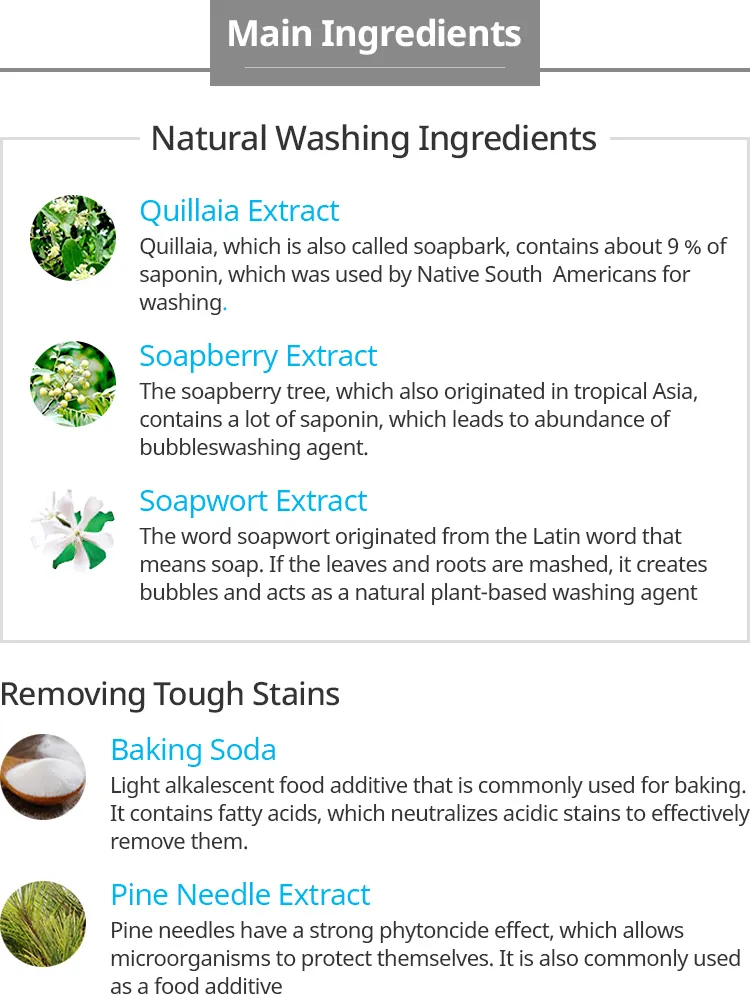 Main Ingredients
Natural Washing Ingredients
Quillaia Extract
Quillaia, which is also called soapbark, contains about 9 % of
saponin, which was used by Native South  Americans for
washing.
Soapberry Extract
The soapberry tree, which also originated in tropical Asia,
contains a lot of saponin, which leads to abundance of
bubbleswashing agent.
Soapwort Extract
The word soapwort originated from the Latin word that
means soap. If the leaves and roots are mashed, it creates
bubbles and acts as a natural plant-based washing agent
Removing Tough Stains
Baking Soda
Light alkalescent food additive that is commonly used for baking.
It contains fatty acids, which neutralizes acidic stains to effectively
remove them.
Pine Needle Extract
Pine needles have a strong phytoncide effect, which allows
microorganisms to protect themselves. It is also commonly used
as a food additive